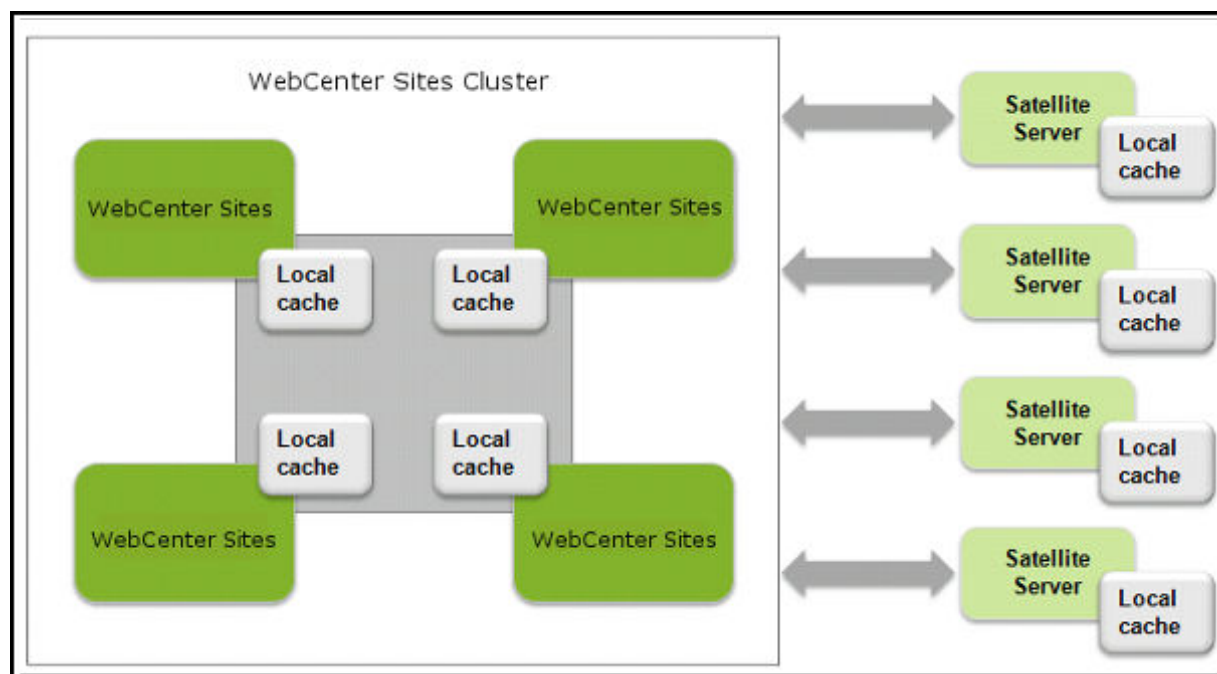 WebCenter Sites Cluster
WebCenter Sites
WebCenter Sites
Local
cache
Local
cache
Local
cache
Local
cache
WebCenter Sites
WebCenter Sites
Satellite
Server
Local
cache
Satellite
Server
Local
cache
Satellite
Server
Local
cache
Satellite
Server
Local
cache